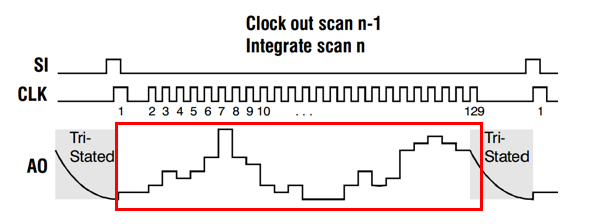 Clock out scan n-1
Integrate scan n
SI
CLK
1 2 3 4 5 6 7 8 9 10 ... 129 1
Tri-
Stated
Tri-
Stated
AO